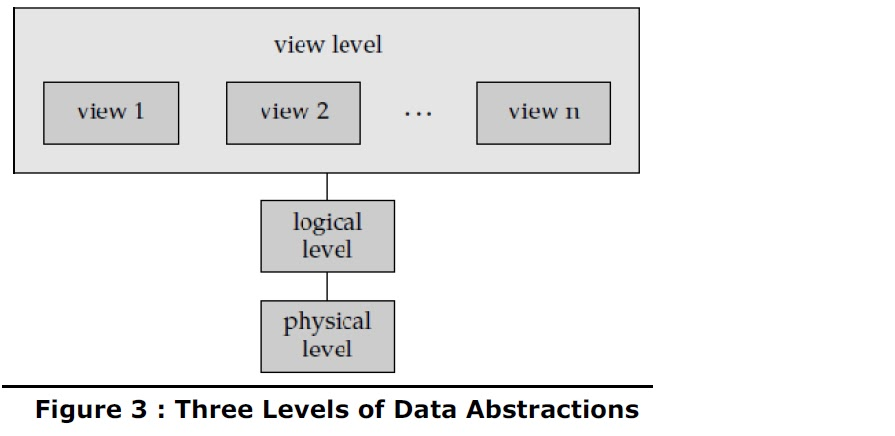 view level
view 1
view 2
...
view n
logical
level
physical
level
Figure 3 : Three Levels of Data Abstractions